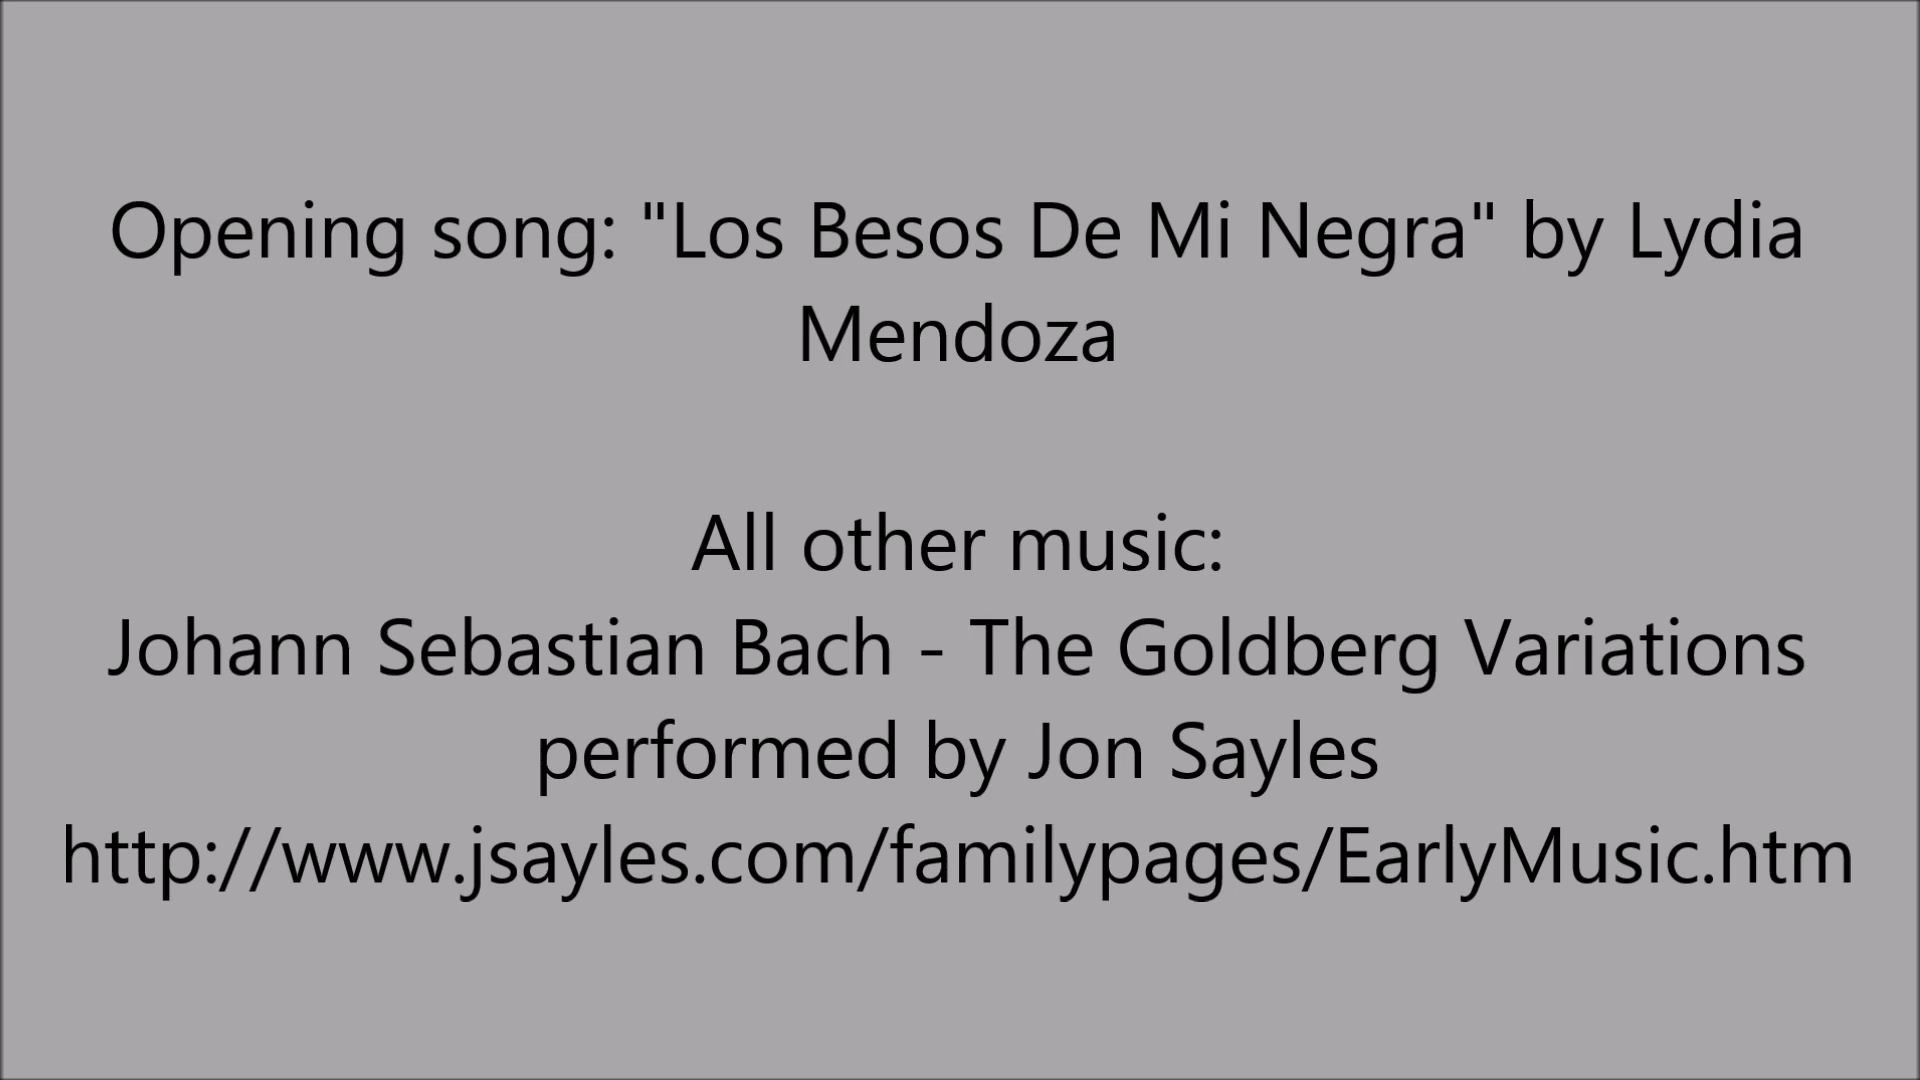 Opening song: "Los Besos De Mi Negra" by Lydia
Mendoza
All other music:
Johann Sebastian Bach - The Goldberg Variations
performed by Jon Sayles
http://www.jsayles.com/familypages/EarlyMusic.htm